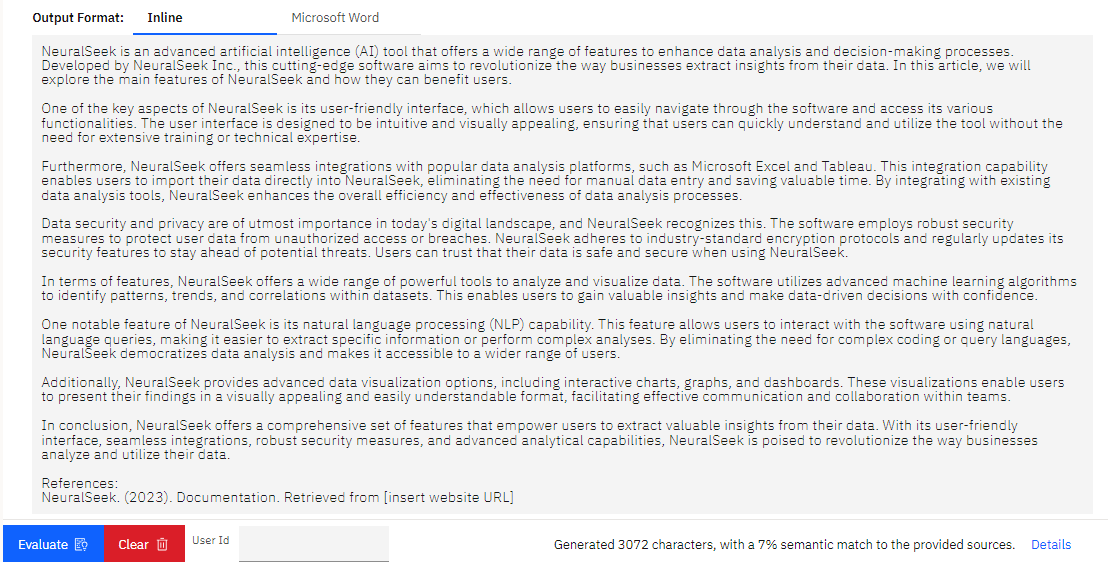 Output Format: Inline Microsoft Word
NeuralSeek is an advanced artificial intelligence (AI) tool that offers a wide range of features to enhance data analysis and decision-making processes.
Developed by NeuralSeek Inc., this cutting-edge software aims to revolutionize the way businesses extract insights from their data. In this article, we will
explore the main features of NeuralSeek and how they can benefit users.
One of the key aspects of NeuralSeek is its user-friendly interface, which allows users to easily navigate through the software and access its various
functionalities. The user interface is designed to be intuitive and visually appealing, ensuring that users can quickly understand and utilize the tool without the
need for extensive training or technical expertise.
Furthermore, NeuralSeek offers seamless integrations with popular data analysis platforms, such as Microsoft Excel and Tableau. This integration capability
enables users to import their data directly into NeuralSeek, eliminating the need for manual data entry and saving valuable time. By integrating with existing
data analysis tools, NeuralSeek enhances the overall efficiency and effectiveness of data analysis processes.
Data security and privacy are of utmost importance in today's digital landscape, and NeuralSeek recognizes this. The software employs robust security
measures to protect user data from unauthorized access or breaches. NeuralSeek adheres to industry-standard encryption protocols and regularly updates its
security features to stay ahead of potential threats. Users can trust that their data is safe and secure when using NeuralSeek.
In terms of features, NeuralSeek offers a wide range of powerful tools to analyze and visualize data. The software utilizes advanced machine learning algorithms
to identify patterns, trends, and correlations within datasets. This enables users to gain valuable insights and make data-driven decisions with confidence.
One notable feature of NeuralSeek is its natural language processing (NLP) capability. This feature allows users to interact with the software using natural
language queries, making it easier to extract specific information or perform complex analyses. By eliminating the need for complex coding or query languages,
NeuralSeek democratizes data analysis and makes it accessible to a wider range of users.
Additionally, NeuralSeek provides advanced data visualization options, including interactive charts, graphs, and dashboards. These visualizations enable users
to present their findings in a visually appealing and easily understandable format, facilitating effective communication and collaboration within teams.
In conclusion, NeuralSeek offers a comprehensive set of features that empower users to extract valuable insights from their data. With its user-friendly
interface, seamless integrations, robust security measures, and advanced analytical capabilities, NeuralSeek is poised to revolutionize the way businesses
analyze and utilize their data.
References:
NeuralSeek. (2023). Documentation. Retrieved from [insert website URL]
Evaluate Clear User Id Generated 3072 characters, with a 7% semantic match to the provided sources. Details